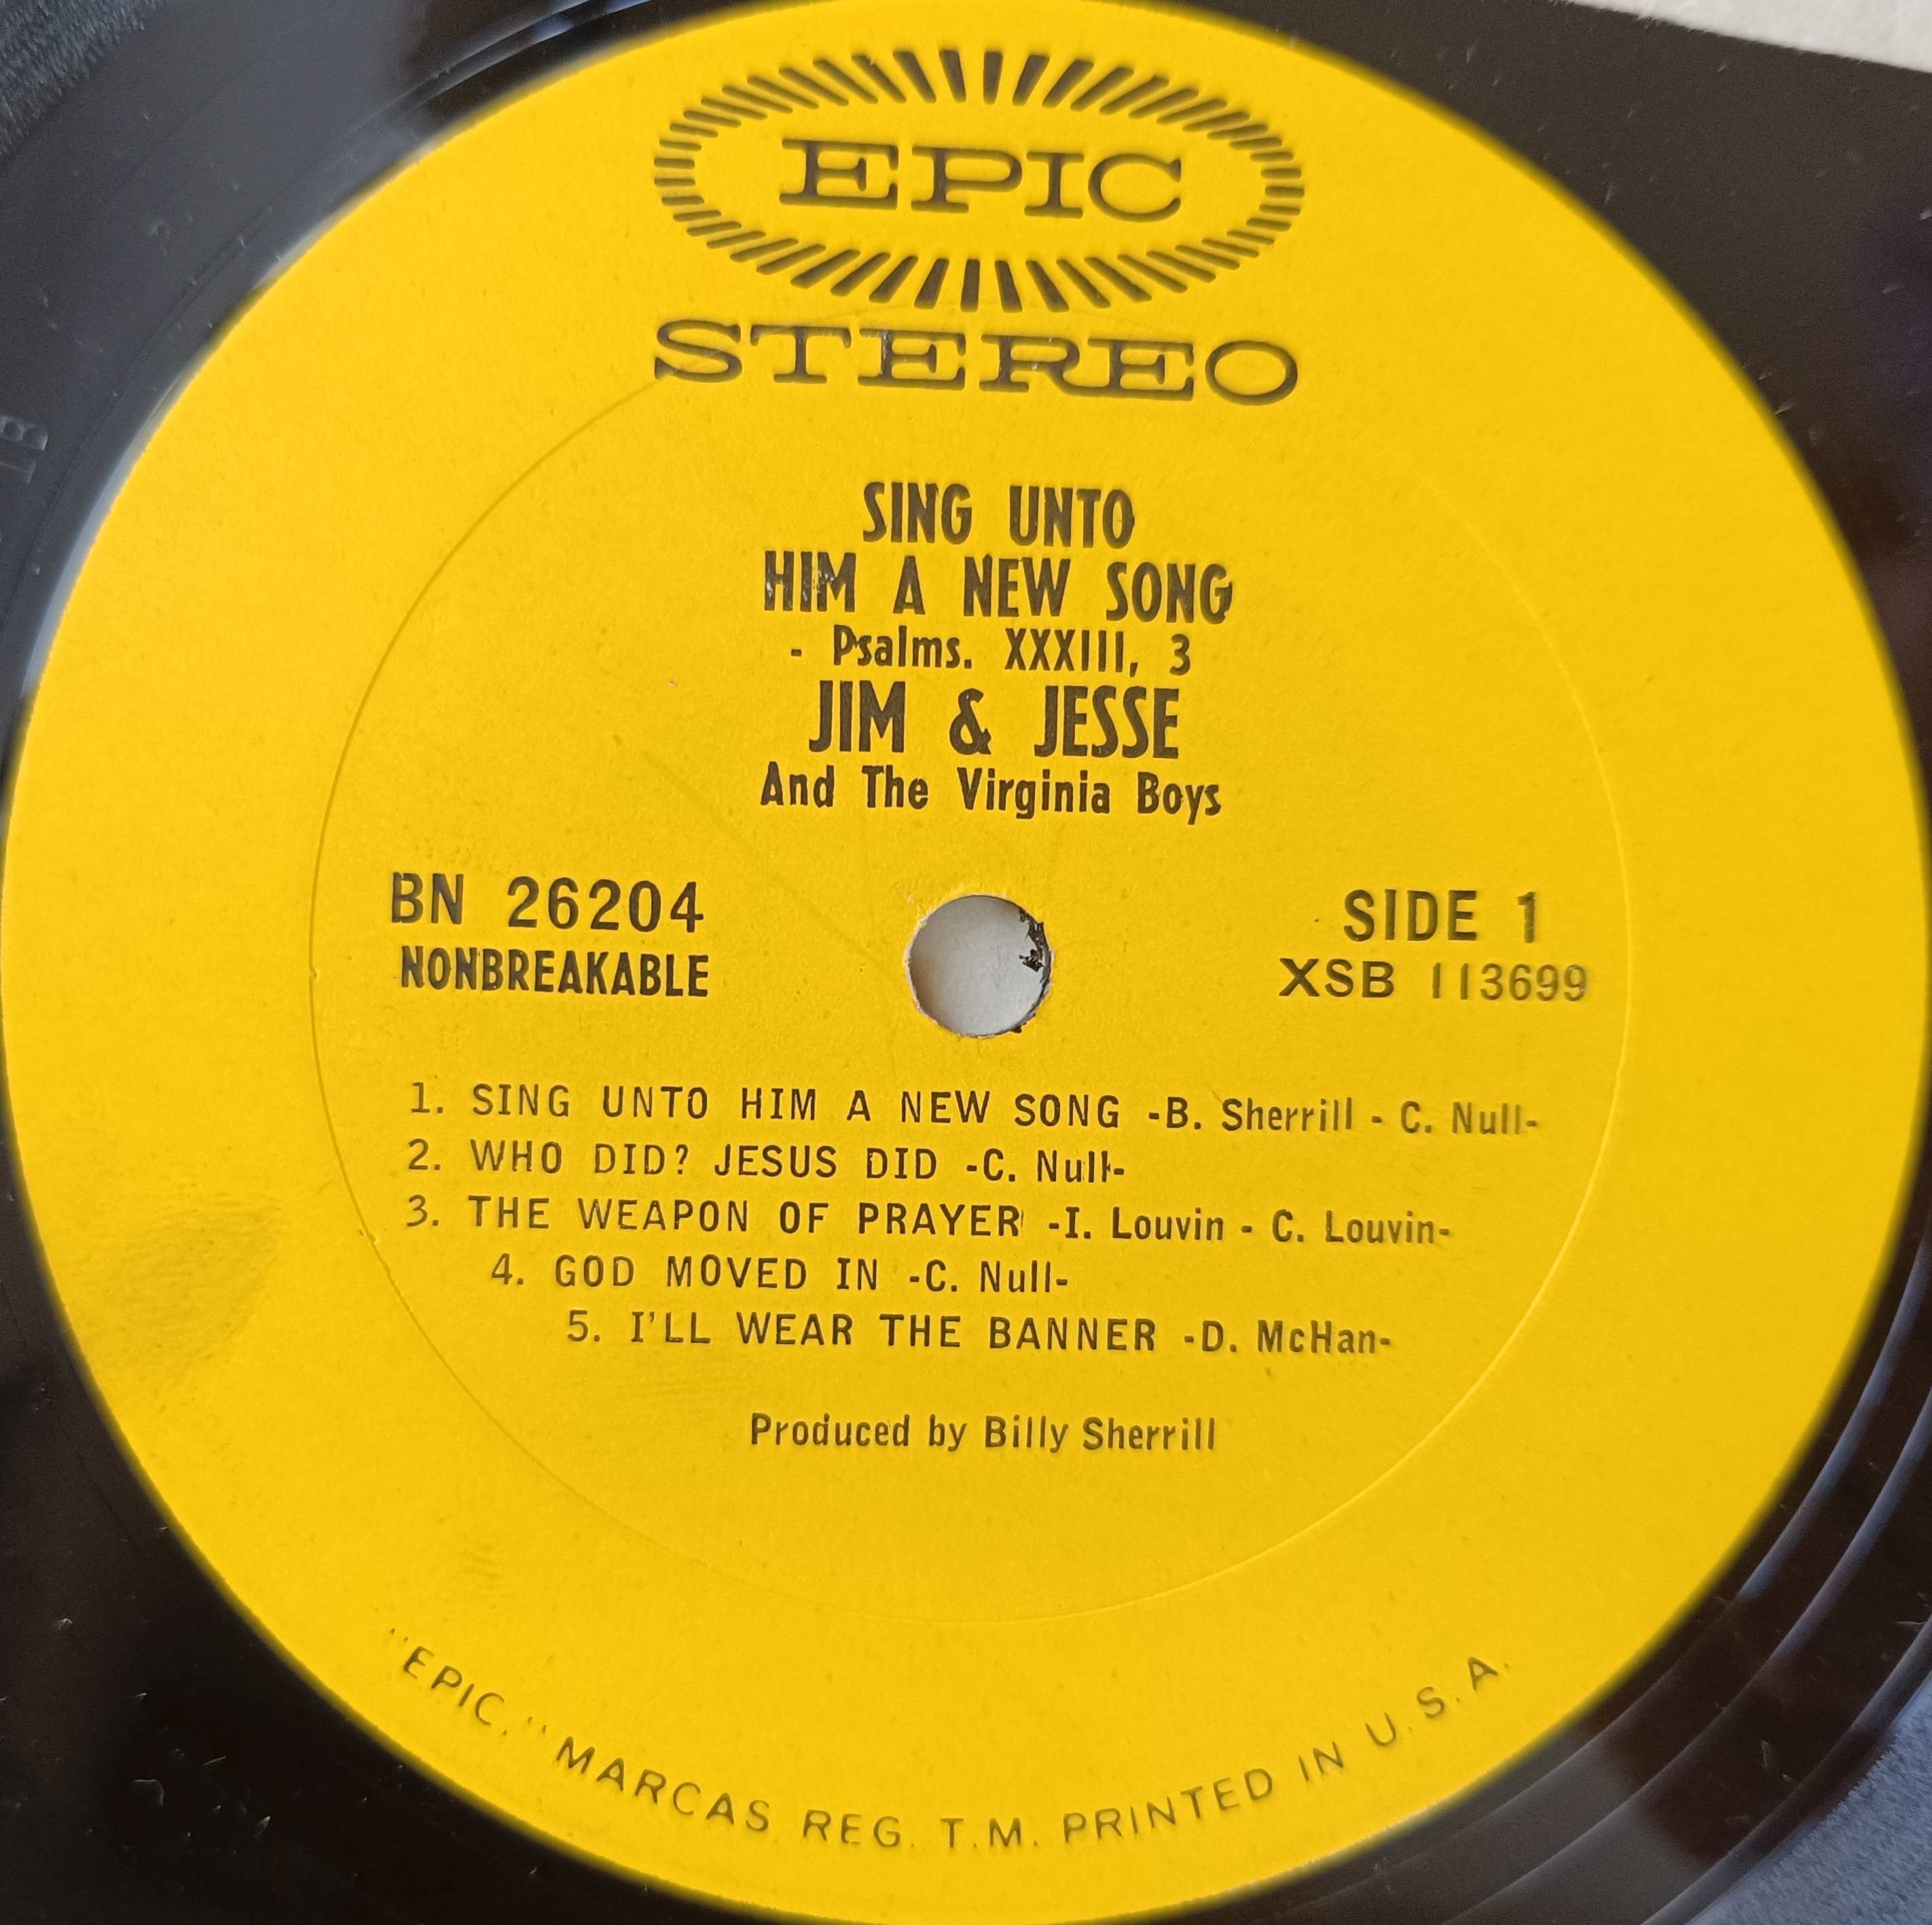 EPIC
STEREO
SING UNTO
HIM A NEW SONG
- Psalms. XXXIII, 3
JIM & JESSE
And The Virginia Boys
BN 26204
NONBREAKABLE
SIDE 1
XSB 113699
1. SING UNTO HIM A NEW SONG -B. Sherrill - C. Null-
2. WHO DID? JESUS DID -C. Null-
3. THE WEAPON OF PRAYER -I. Louvin - C. Louvin-
4. GOD MOVED IN -C. Null-
5. I'LL WEAR THE BANNER -D. McHan-
Produced by Billy Sherrill
"EPIC," MARCAS REG. T.M. PRINTED IN U.S.A.
1B